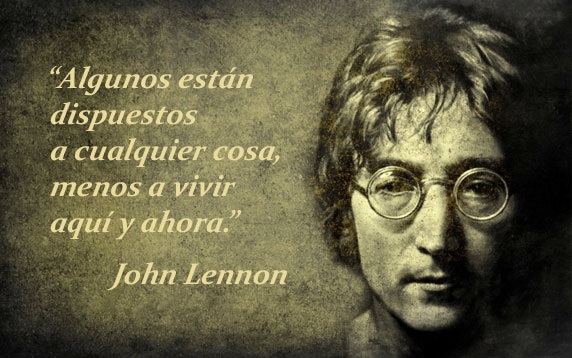 “Algunos están
dispuestos
a cualquier cosa,
menos a vivir
aquí y ahora.”
John Lennon